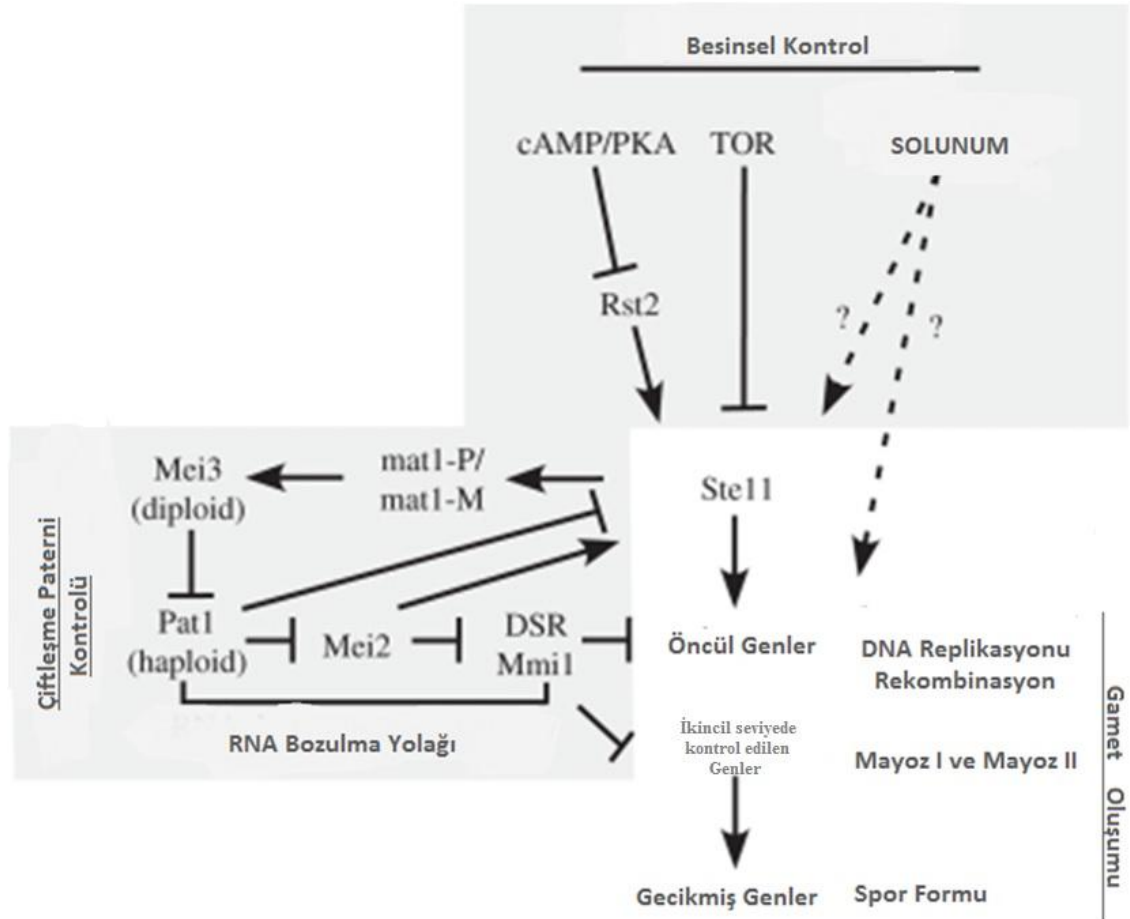 Besinsel Kontrol
cAMP/PKA
TOR
SOLUNUM
Rst2
?
?
Mei3
(diploid)
mat1-P/
mat1-M
Ste11
Çiftleşme Paterni
Kontrolü
Pat1
(haploid)
Mei2
DSR
Mmi1
Öncül Genler
DNA Replikasyonu
Rekombinasyon
RNA Bozulma Yolağı
İkincil seviyede
kontrol edilen
Genler
Mayoz I ve Mayoz II
Gamet Oluşumu
Gecikmiş Genler
Spor Formu